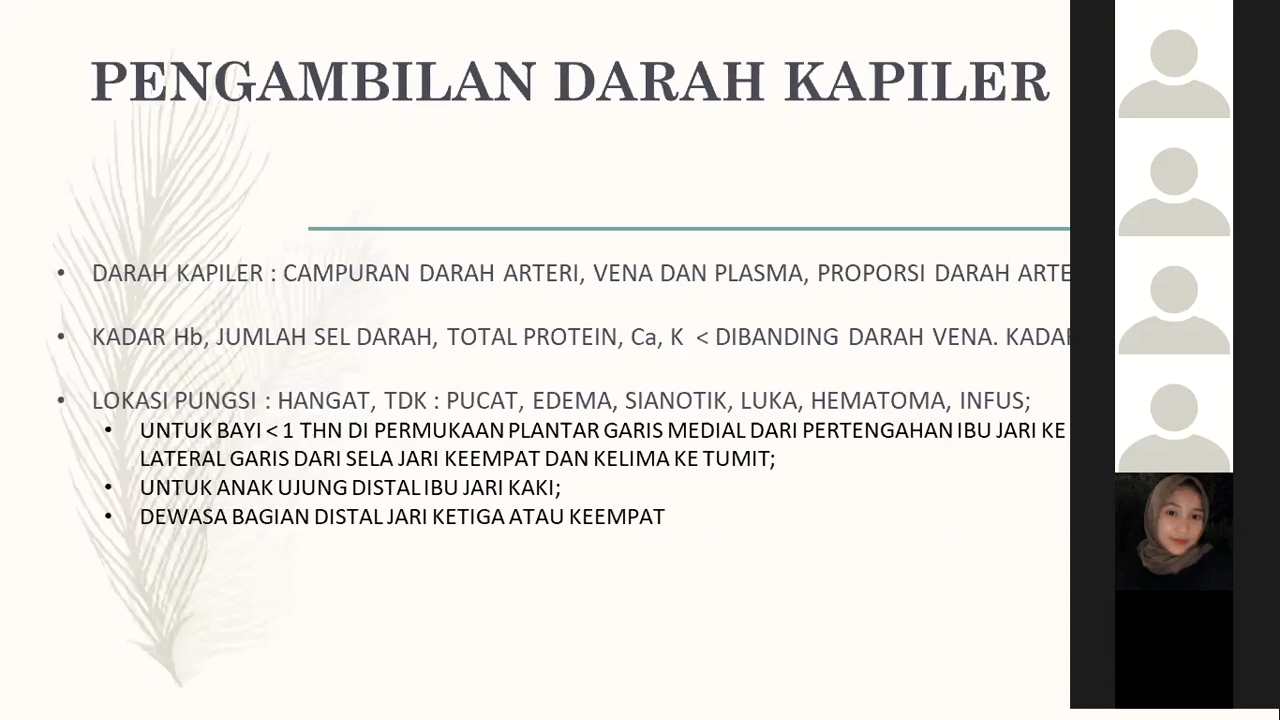 PENGAMBILAN DARAH KAPILER
• DARAH KAPILER : CAMPURAN DARAH ARTERI, VENA DAN PLASMA, PROPORSI DARAH
• KADAR Hb, JUMLAH SEL DARAH, TOTAL PROTEIN, Ca, K < DIBANDING DARAH VENA. KADAR
• LOKASI PUNGSI : HANGAT, TDK : PUCAT, EDEMA, SIANOTIK, LUKA, HEMATOMA, INFUS;
• UNTUK BAYI < 1 THN DI PERMUKAAN PLANTAR GARIS MEDIAL DARI PERTENGAHAN IBU JARI KE
LATERAL GARIS DARI SELA JARI KEEMPAT DAN KELIMA KE TUMIT;
• UNTUK ANAK UJUNG DISTAL IBU JARI KAKI;
• DEWASA BAGIAN DISTAL JARI KETIGA ATAU KEEMPAT